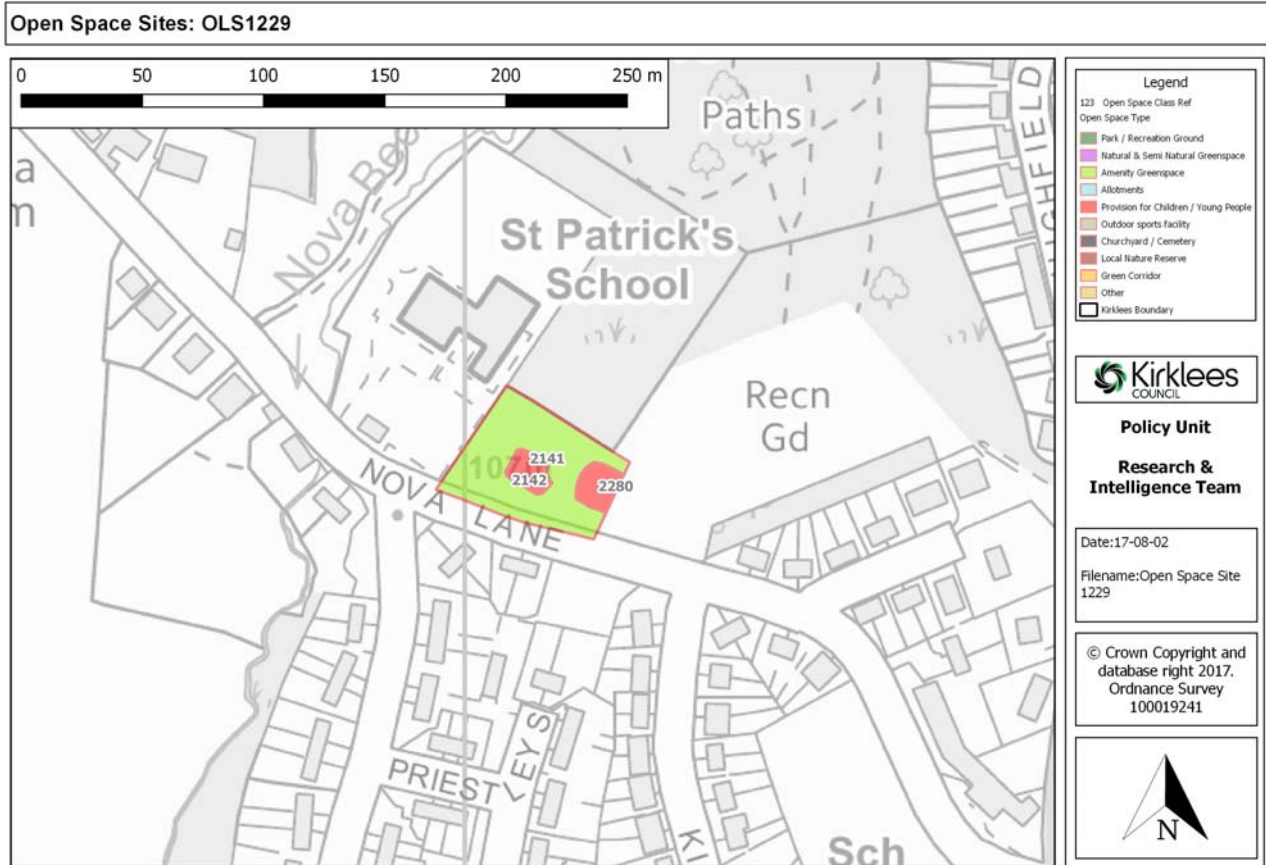 Open Space Sites: OLS1229
0 50 100 150 200 250 m
Paths
Nova Bec
a
m
St Patrick's
School
Recn
Gd
2141
2142
2280
NOVA LANE
PRIEST
LEYS
KI
Sch
IGHFIELD
Legend
123 Open Space Class Ref
Open Space Type
Park / Recreation Ground
Natural & Semi Natural Greenspace
Amenity Greenspace
Allotments
Provision for Children / Young People
Outdoor sports facility
Churchyard / Cemetery
Local Nature Reserve
Green Corridor
Other
Kirklees Boundary
Kirklees
COUNCIL
Policy Unit
Research &
Intelligence Team
Date:17-08-02
Filename:Open Space Site
1229
© Crown Copyright and
database right 2017.
Ordnance Survey
100019241
N